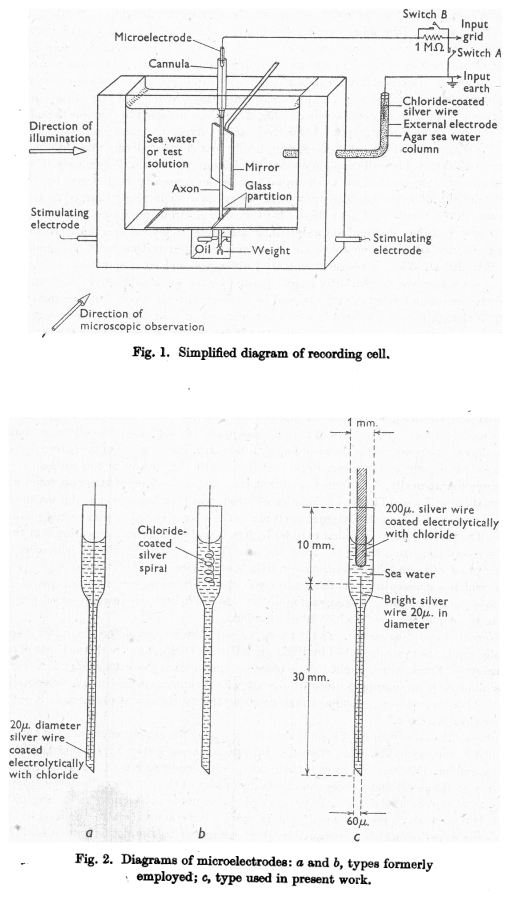 Switch B
Input
grid
1 MΩ
Switch A
Input
earth
Microelectrode
Cannula
Chloride-coated
silver wire
External electrode
Agar sea water
column
Direction of
illumination
Sea water
or test
solution
Mirror
Axon
Glass
partition
Stimulating
electrode
Oil
Weight
Stimulating
electrode
Direction of
microscopic observation
Fig. 1. Simplified diagram of recording cell.
1 mm.
Chloride-
coated
silver
spiral
10 mm.
200μ. silver wire
coated electrolytically
with chloride
Sea water
Bright silver
wire 20μ. in
diameter
30 mm.
20μ. diameter
silver wire
coated
electrolytically
with chloride
60μ.
a
b
c
Fig. 2. Diagrams of microelectrodes: a and b, types formerly
employed; c, type used in present work.